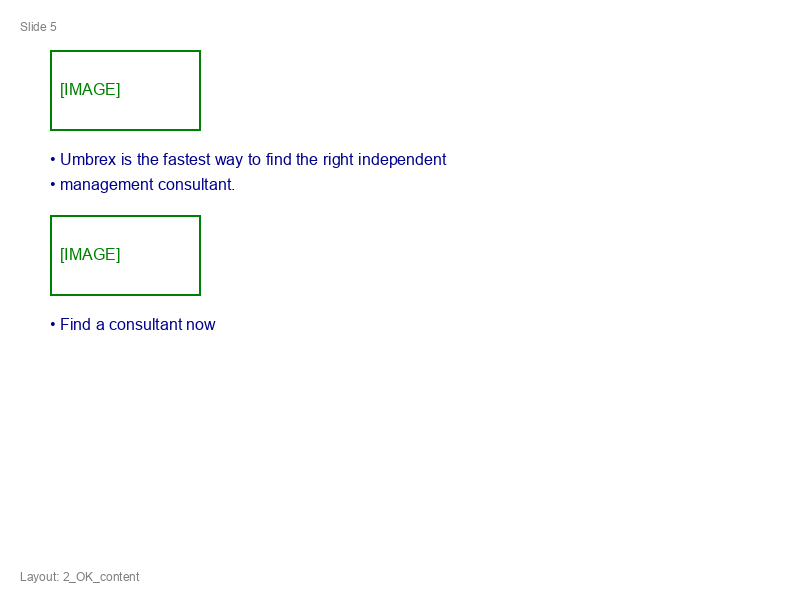 Slide 5
[IMAGE]
• Umbrex is the fastest way to find the right independent
• management consultant.
[IMAGE]
• Find a consultant now
Layout: 2_OK_content